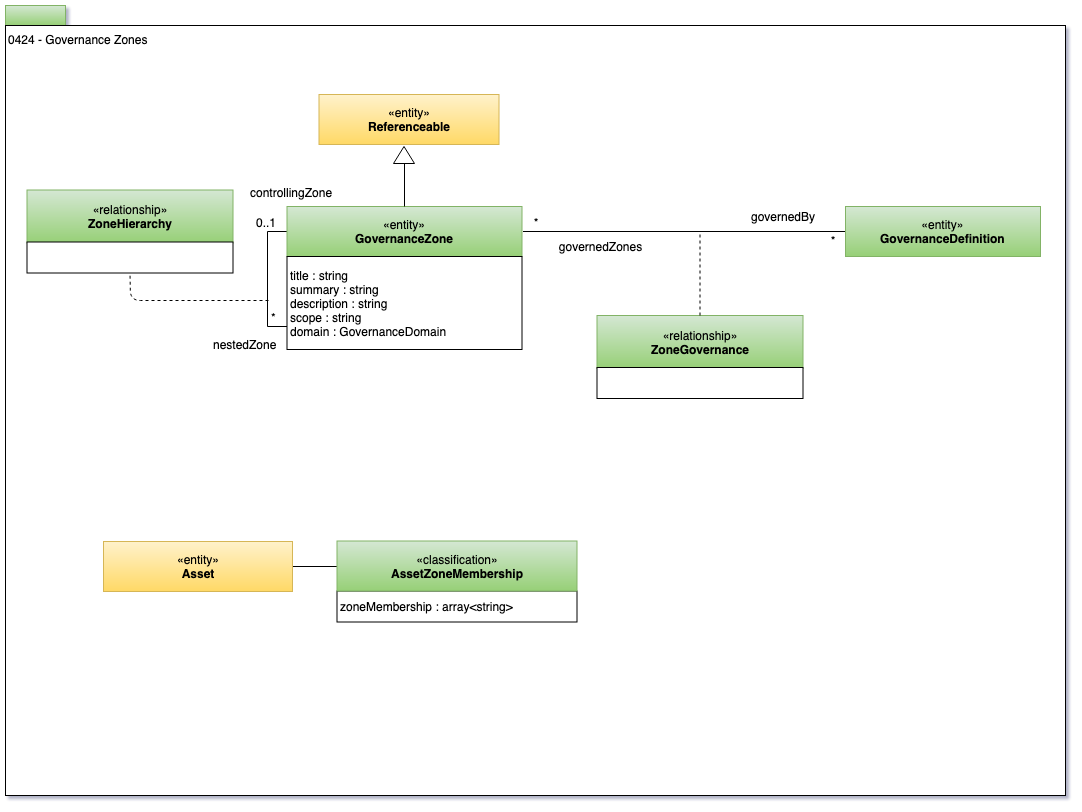 0424 - Governance Zones
«entity»
Referenceable
controllingZone
«relationship»
ZoneHierarchy
0..1
«entity»
GovernanceZone
title : string
summary : string
description : string
scope : string
domain : GovernanceDomain
*
nestedZone
*
governedZones
governedBy
*
«entity»
GovernanceDefinition
«relationship»
ZoneGovernance
«entity»
Asset
«classification»
AssetZoneMembership
zoneMembership : array<string>